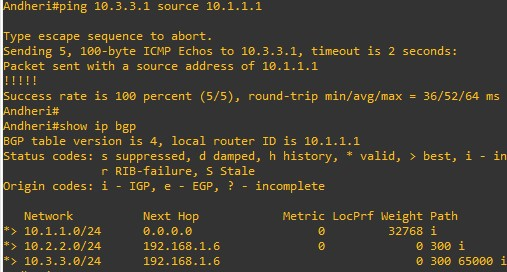 Andheri#ping 10.3.3.1 source 10.1.1.1
Type escape sequence to abort.
Sending 5, 100-byte ICMP Echos to 10.3.3.1, timeout is 2 seconds:
Packet sent with a source address of 10.1.1.1
!!!!!
Success rate is 100 percent (5/5), round-trip min/avg/max = 36/52/64 ms
Andheri#
Andheri#show ip bgp
BGP table version is 4, local router ID is 10.1.1.1
Status codes: s suppressed, d damped, h history, * valid, > best, i - in
r RIB-failure, S Stale
Origin codes: i - IGP, e - EGP, ? - incomplete
Network Next Hop Metric LocPrf Weight Path
*> 10.1.1.0/24 0.0.0.0 0 32768 i
*> 10.2.2.0/24 192.168.1.6 0 0 300 i
*> 10.3.3.0/24 192.168.1.6 0 300 65000 i